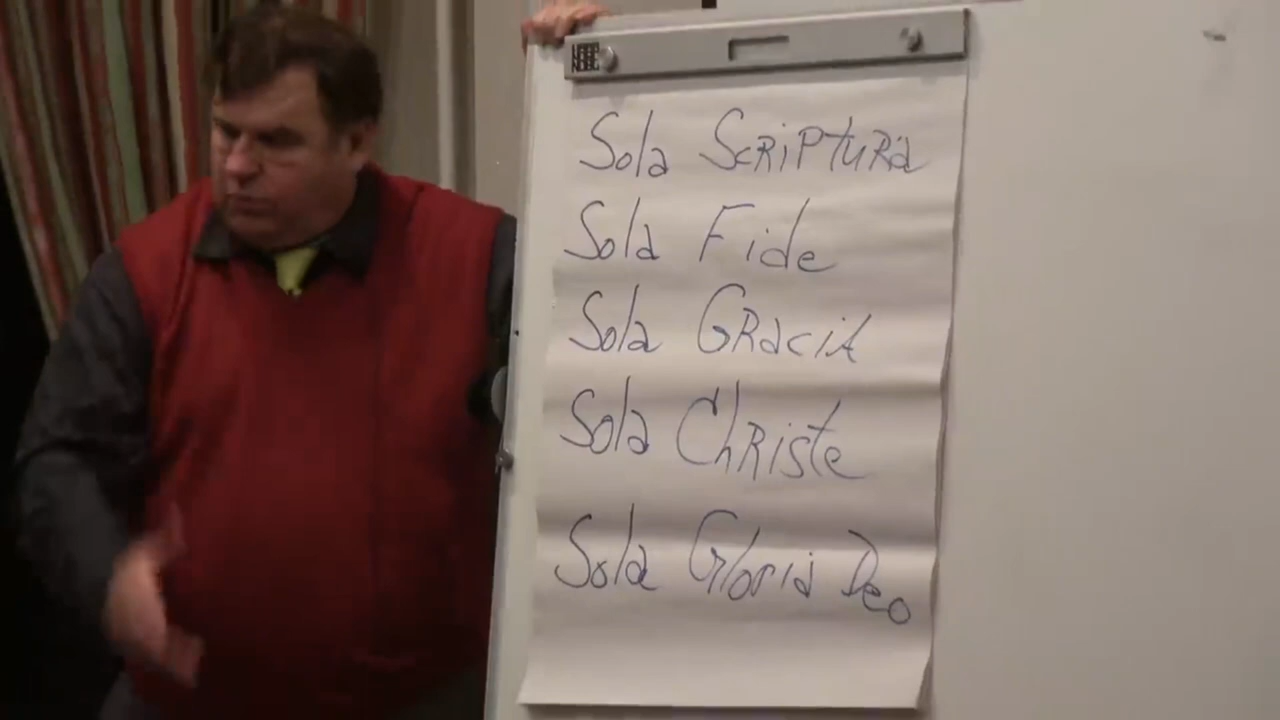 Sola Scriptura
Sola Fide
Sola Gracia
Sola Christe
Sola Gloria Deo